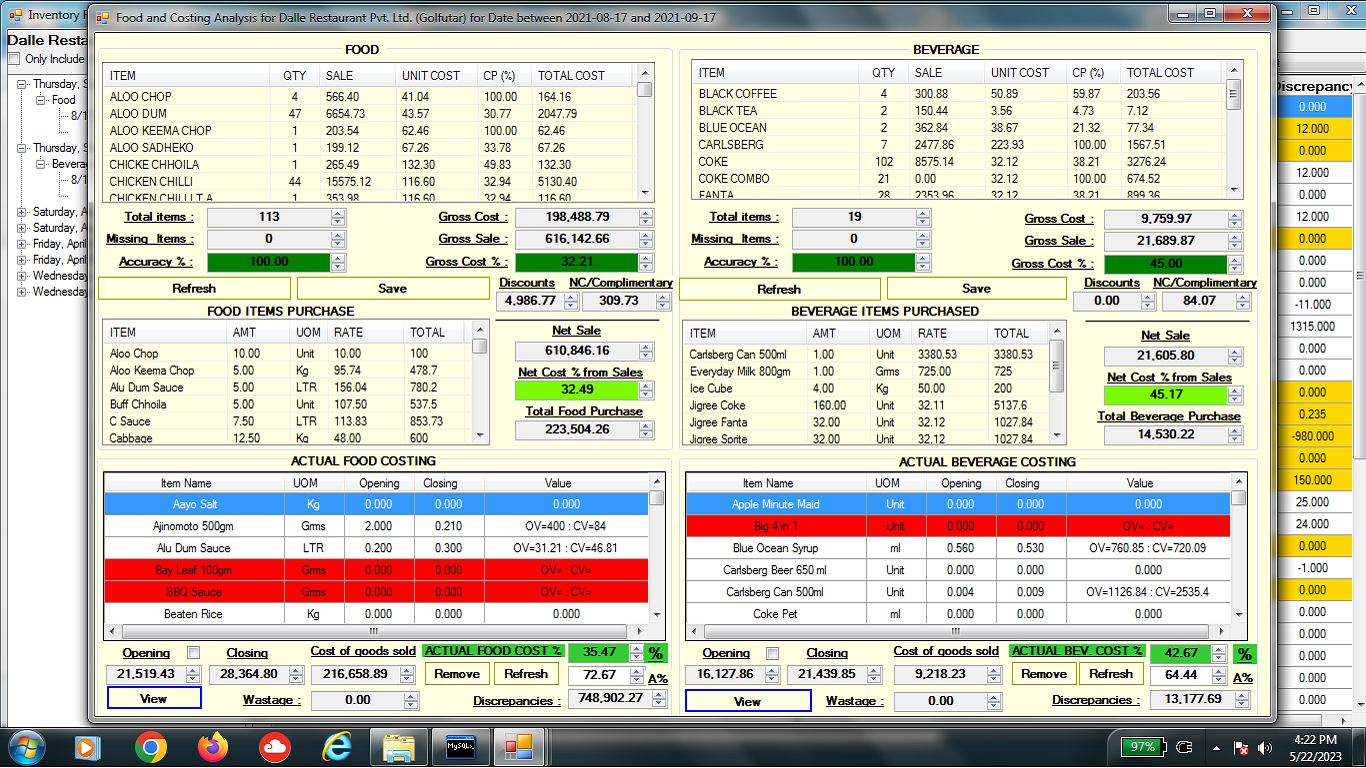 Inventory
Food and Costing Analysis for Dalle Restaurant Pvt. Ltd. (Golfutar) for Date between 2021-08-17 and 2021-09-17
Dalle Resta
Only Include
Thursday, S
Food
8/1
Thursday, S
Bevera
8/1
Saturday, A
Saturday, A
Friday, April
Friday, April
Wednesday
Wednesday
FOOD
ITEM QTY SALE UNIT COST CP (%) TOTAL COST
ALOO CHOP 4 566.40 41.04 100.00 164.16
ALOO DUM 47 6654.73 43.57 30.77 2047.79
ALOO KEEMA CHOP 1 203.54 62.46 100.00 62.46
ALOO SADHEKO 1 199.12 67.26 33.78 67.26
CHICKE CHHOILA 1 265.49 132.30 49.83 132.30
CHICKEN CHILLI 44 15575.12 116.60 32.94 5130.40
CHICKEN CHILLI T A 1 353.98 116.60 32.94 116.60
Total items : 113 Gross Cost : 198,488.79
Missing Items : 0 Gross Sale : 616,142.66
Accuracy % : 100.00 Gross Cost % : 32.21
Refresh Save Discounts NC/Complimentary
4,986.77 309.73
FOOD ITEMS PURCHASE
ITEM AMT UOM RATE TOTAL
Aloo Chop 10.00 Unit 10.00 100
Aloo Keema Chop 5.00 Kg 95.74 478.7
Alu Dum Sauce 5.00 LTR 156.04 780.2
Buff Chhoila 5.00 Unit 107.50 537.5
C Sauce 7.50 LTR 113.83 853.73
Cabbage 12.50 Kg 48.00 600
Net Sale
610,846.16
Net Cost % from Sales
32.49
Total Food Purchase
223,504.26
ACTUAL FOOD COSTING
Item Name UOM Opening Closing Value
Aayo Salt Kg 0.000 0.000 0.000
Ajinomoto 500gm Grms 2.000 0.210 OV=400 : CV=84
Alu Dum Sauce LTR 0.200 0.300 OV=31.21 : CV=46.81
Bay Leaf 100gm Grms 0.000 0.000 OV= : CV=
BBQ Sauce Grms 0.000 0.000 OV= : CV=
Beaten Rice Kg 0.000 0.000 0.000
Opening Closing Cost of goods sold ACTUAL FOOD COST % 35.47 %
21,519.43 28,364.80 216,658.89 Remove Refresh 72.67 A%
View Wastage : 0.00 Discrepancies : 748,902.27
BEVERAGE
ITEM QTY SALE UNIT COST CP (%) TOTAL COST
BLACK COFFEE 4 300.88 50.89 59.87 203.56
BLACK TEA 2 150.44 3.56 4.73 7.12
BLUE OCEAN 2 362.84 38.67 21.32 77.34
CARLSBERG 7 2477.86 223.93 100.00 1567.51
COKE 102 8575.14 32.12 38.21 3276.24
COKE COMBO 21 0.00 32.12 100.00 674.52
FANTA 28 2353.96 32.12 38.21 899.36
Total items : 19 Gross Cost : 9,759.97
Missing Items : 0 Gross Sale : 21,689.87
Accuracy % : 100.00 Gross Cost % : 45.00
Refresh Save Discounts NC/Complimentary
0.00 84.07
BEVERAGE ITEMS PURCHASED
ITEM AMT UOM RATE TOTAL
Carlsberg Can 500ml 1.00 Unit 3380.53 3380.53
Everyday Milk 800gm 1.00 Grms 725.00 725
Ice Cube 4.00 Kg 50.00 200
Jigree Coke 160.00 Unit 32.11 5137.6
Jigree Fanta 32.00 Unit 32.12 1027.84
Jigree Sprite 32.00 Unit 32.12 1027.84
Net Sale
21,605.80
Net Cost % from Sales
45.17
Total Beverage Purchase
14,530.22
ACTUAL BEVERAGE COSTING
Item Name UOM Opening Closing Value
Apple Minute Maid Unit 0.000 0.000 0.000
Big 4 in 1 Unit 0.000 0.000 OV= : CV=
Blue Ocean Syrup ml 0.560 0.530 OV=760.85 : CV=720.09
Carlsberg Beer 650 ml Unit 0.000 0.000 0.000
Carlsberg Can 500ml Unit 0.004 0.009 OV=1126.84 : CV=2535.4
Coke Pet ml 0.000 0.000 0.000
Opening Closing Cost of goods sold ACTUAL BEV. COST % 42.67 %
16,127.86 21,439.85 9,218.23 Remove Refresh 64.44 A%
View Wastage : 0.00 Discrepancies : 13,177.69
Discrepancy
0.000
12.000
0.000
12.000
0.000
12.000
0.000
0.000
0.000
-11.000
1315.000
0.000
0.000
0.000
0.235
-980.000
0.000
150.000
25.000
24.000
0.000
-1.000
0.000
0.000
0.000
0.000
0.000
0.000
MySQL
97%
4:22 PM
5/22/2023